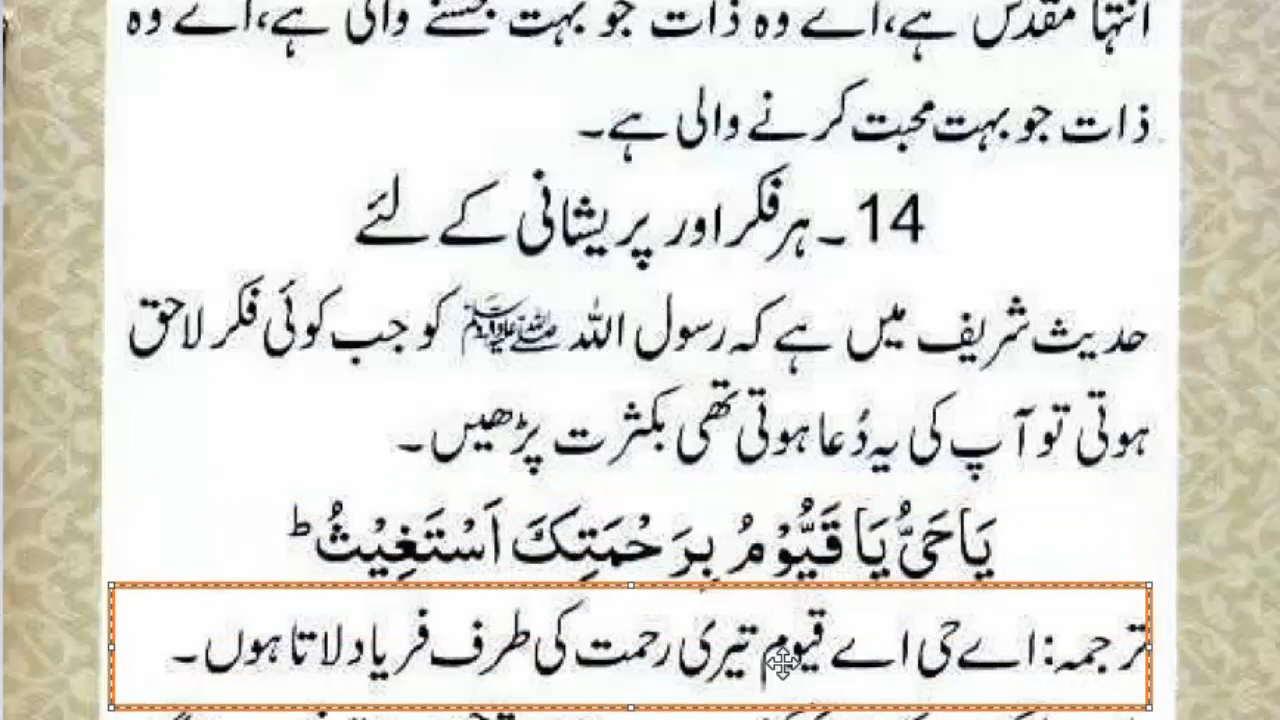 انتہا مقدس ہے،اے وہ ذات جو بہت بخشنے والی ہے،اے وہ
ذات جو بہت محبت کرنے والی ہے۔
14۔ہر فکر اور پریشانی کے لئے
حدیث شریف میں ہے کہ رسول اللہ ﷺ کو جب کوئی فکر لاحق
ہوتی تو آپ کی یہ دُعا ہوتی تھی بکثرت پڑھیں۔
يَا حَيُّ يَا قَيُّوْمُ بِرَحْمَتِكَ اَسْتَغِيْثُ ؕ
ترجمہ: اے حی اے قیوم تیری رحمت کی طرف فریاد لاتا ہوں۔